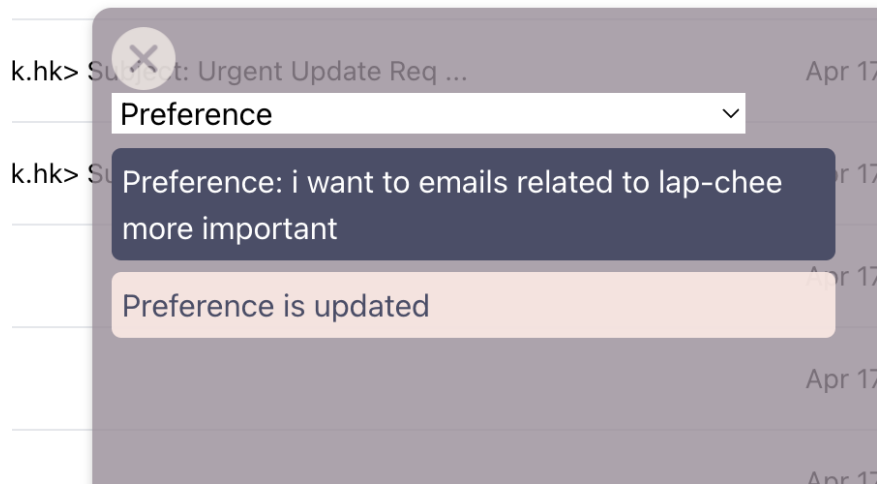 k.hk> Subject: Urgent Update Req ...
Apr 17
Preference
k.hk> Su
Apr 17
Preference: i want to emails related to lap-chee
more important
Apr 17
Preference is updated
Apr 17
Apr 17